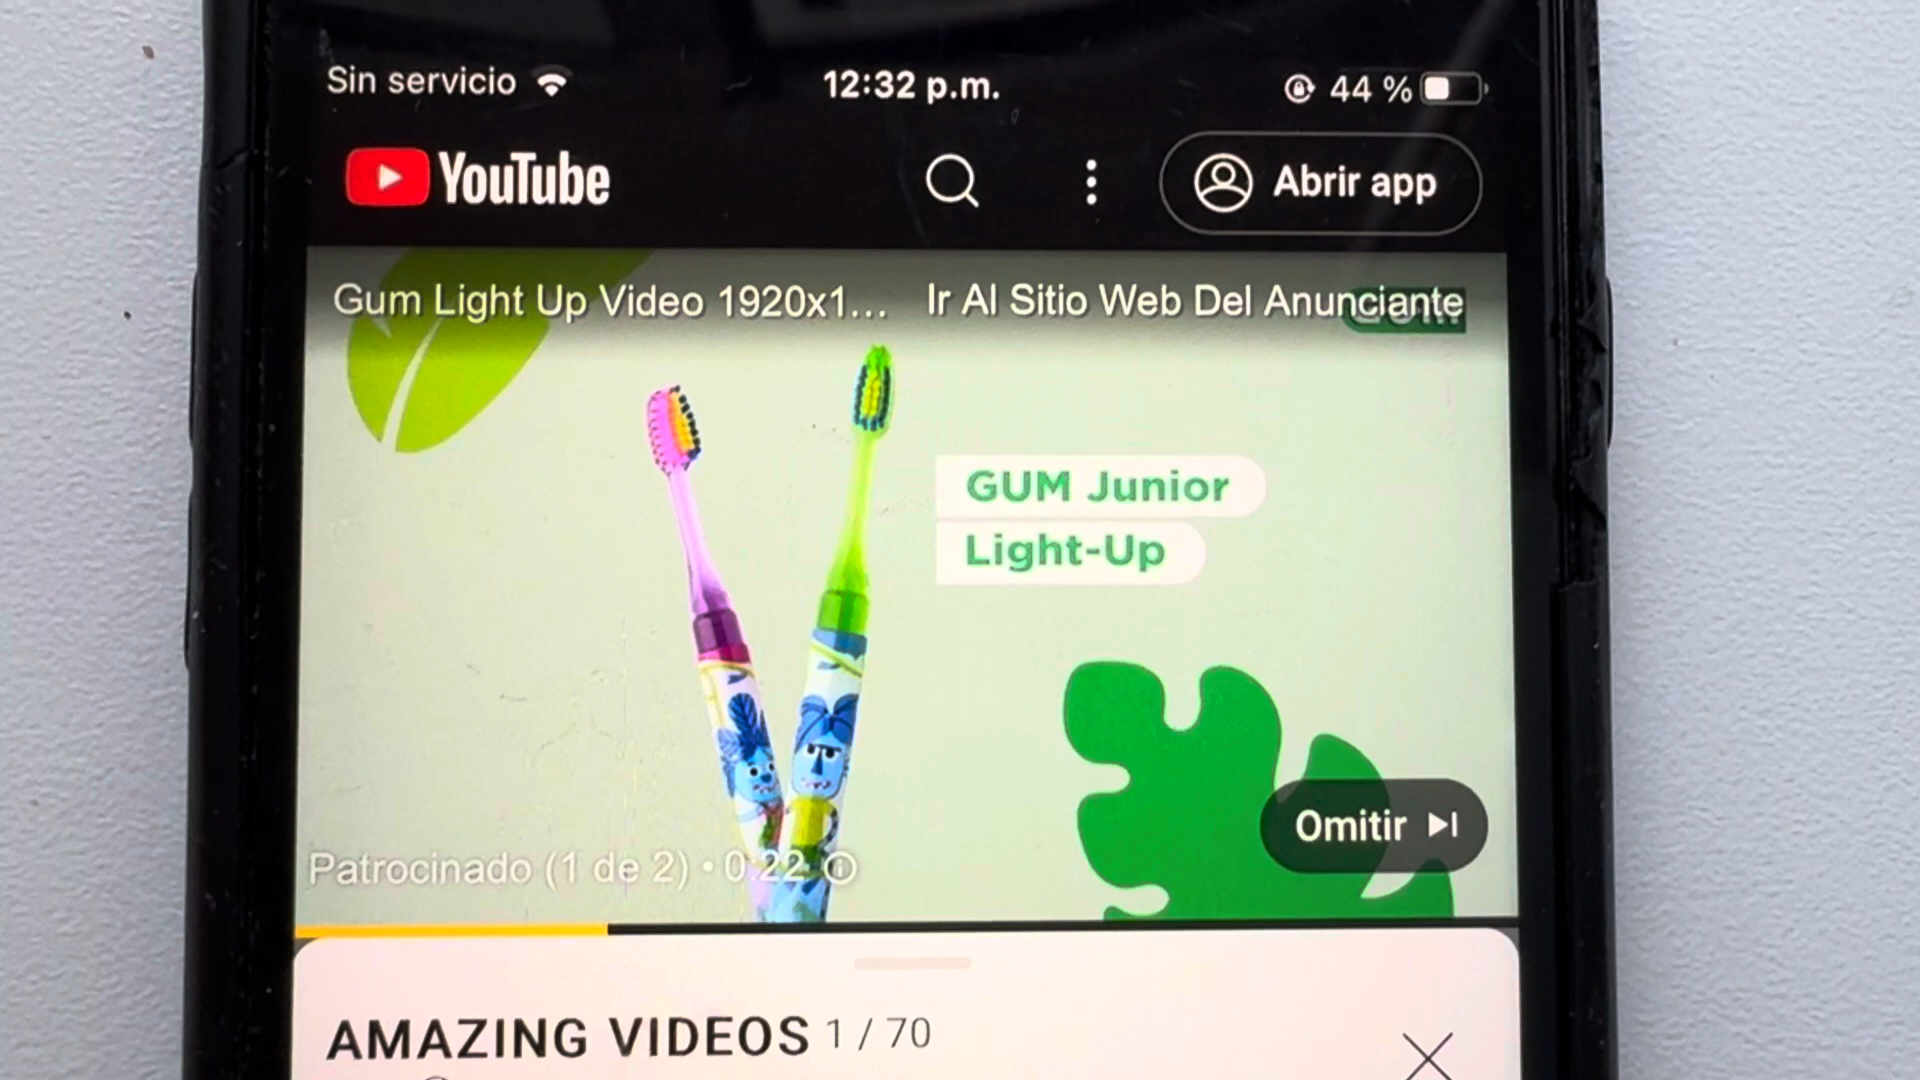 Sin servicio
12:32 p.m.
44 %
YouTube
Abrir app
Gum Light Up Video 1920x1...
Ir Al Sitio Web Del Anunciante
GUM Junior
Light-Up
Omitir
Patrocinado (1 de 2) • 0:22
AMAZING VIDEOS 1 / 70